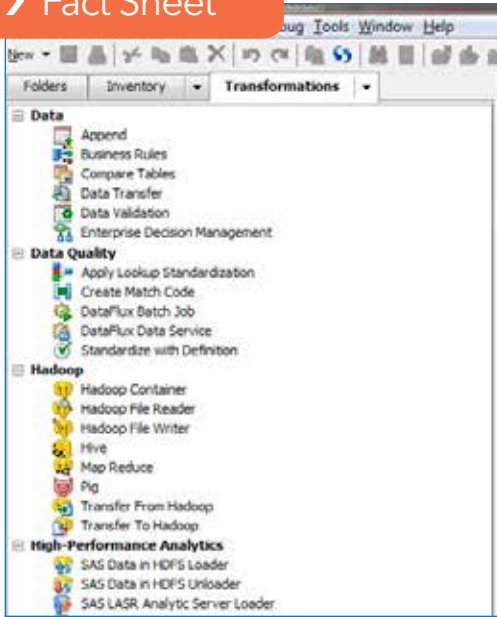 Fact Sheet
bug Tools Window Help
New
Folders Inventory Transformations
Data
Append
Business Rules
Compare Tables
Data Transfer
Data Validation
Enterprise Decision Management
Data Quality
Apply Lookup Standardization
Create Match Code
DataFlux Batch Job
DataFlux Data Service
Standardize with Definition
Hadoop
Hadoop Container
Hadoop File Reader
Hadoop File Writer
Hive
Map Reduce
Pig
Transfer From Hadoop
Transfer To Hadoop
High-Performance Analytics
SAS Data in HDFS Loader
SAS Data in HDFS Unloader
SAS LASR Analytic Server Loader